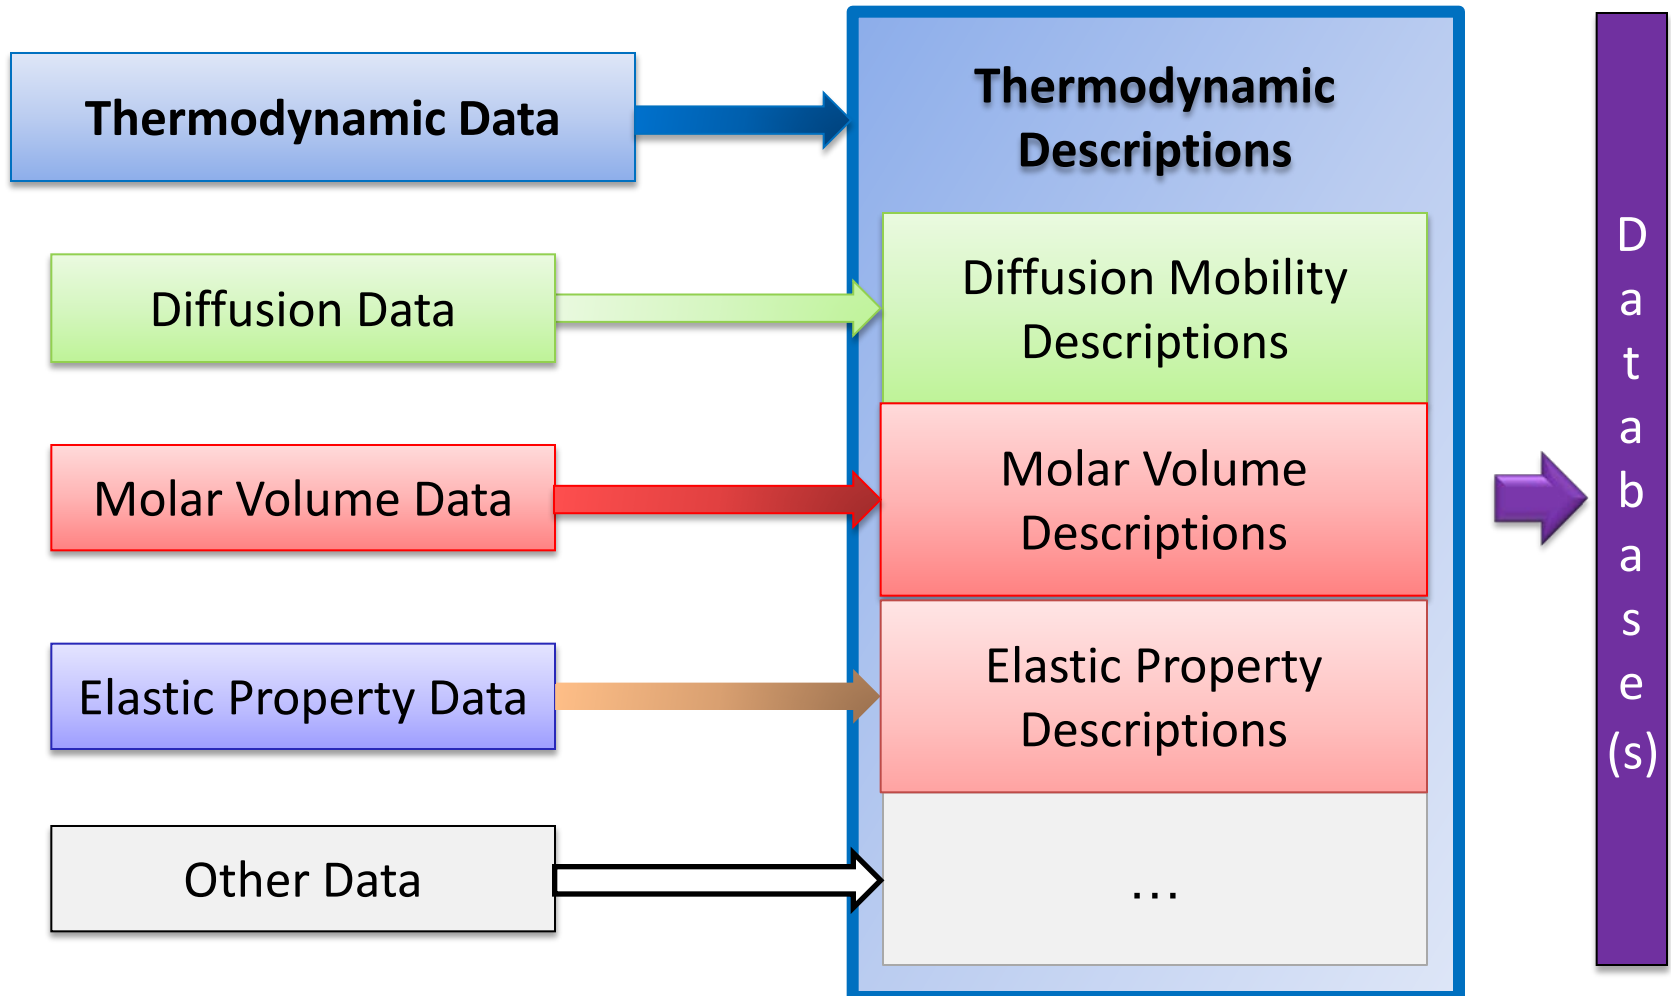 Thermodynamic Data
Thermodynamic
Descriptions
Diffusion Data
Diffusion Mobility
Descriptions
Molar Volume Data
Molar Volume
Descriptions
Elastic Property Data
Elastic Property
Descriptions
Other Data
...
D
a
t
a
b
a
s
e
(s)